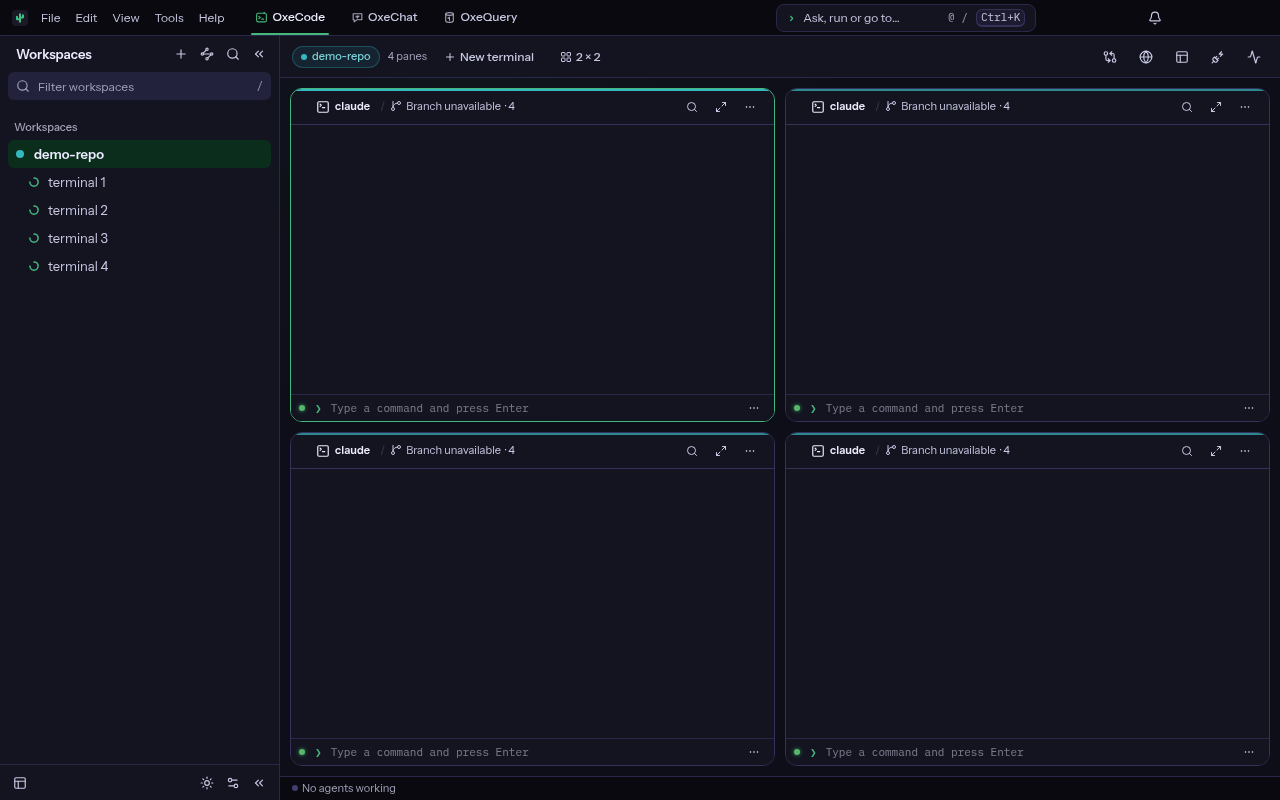 File Edit View Tools Help OxeCode OxeChat OxeQuery Ask, run or go to... @ / Ctrl+K
Workspaces
demo-repo 4 panes New terminal 2 × 2
Filter workspaces /
Workspaces
demo-repo
terminal 1
terminal 2
terminal 3
terminal 4
claude / Branch unavailable · 4
Type a command and press Enter
claude / Branch unavailable · 4
Type a command and press Enter
claude / Branch unavailable · 4
Type a command and press Enter
claude / Branch unavailable · 4
Type a command and press Enter
No agents working